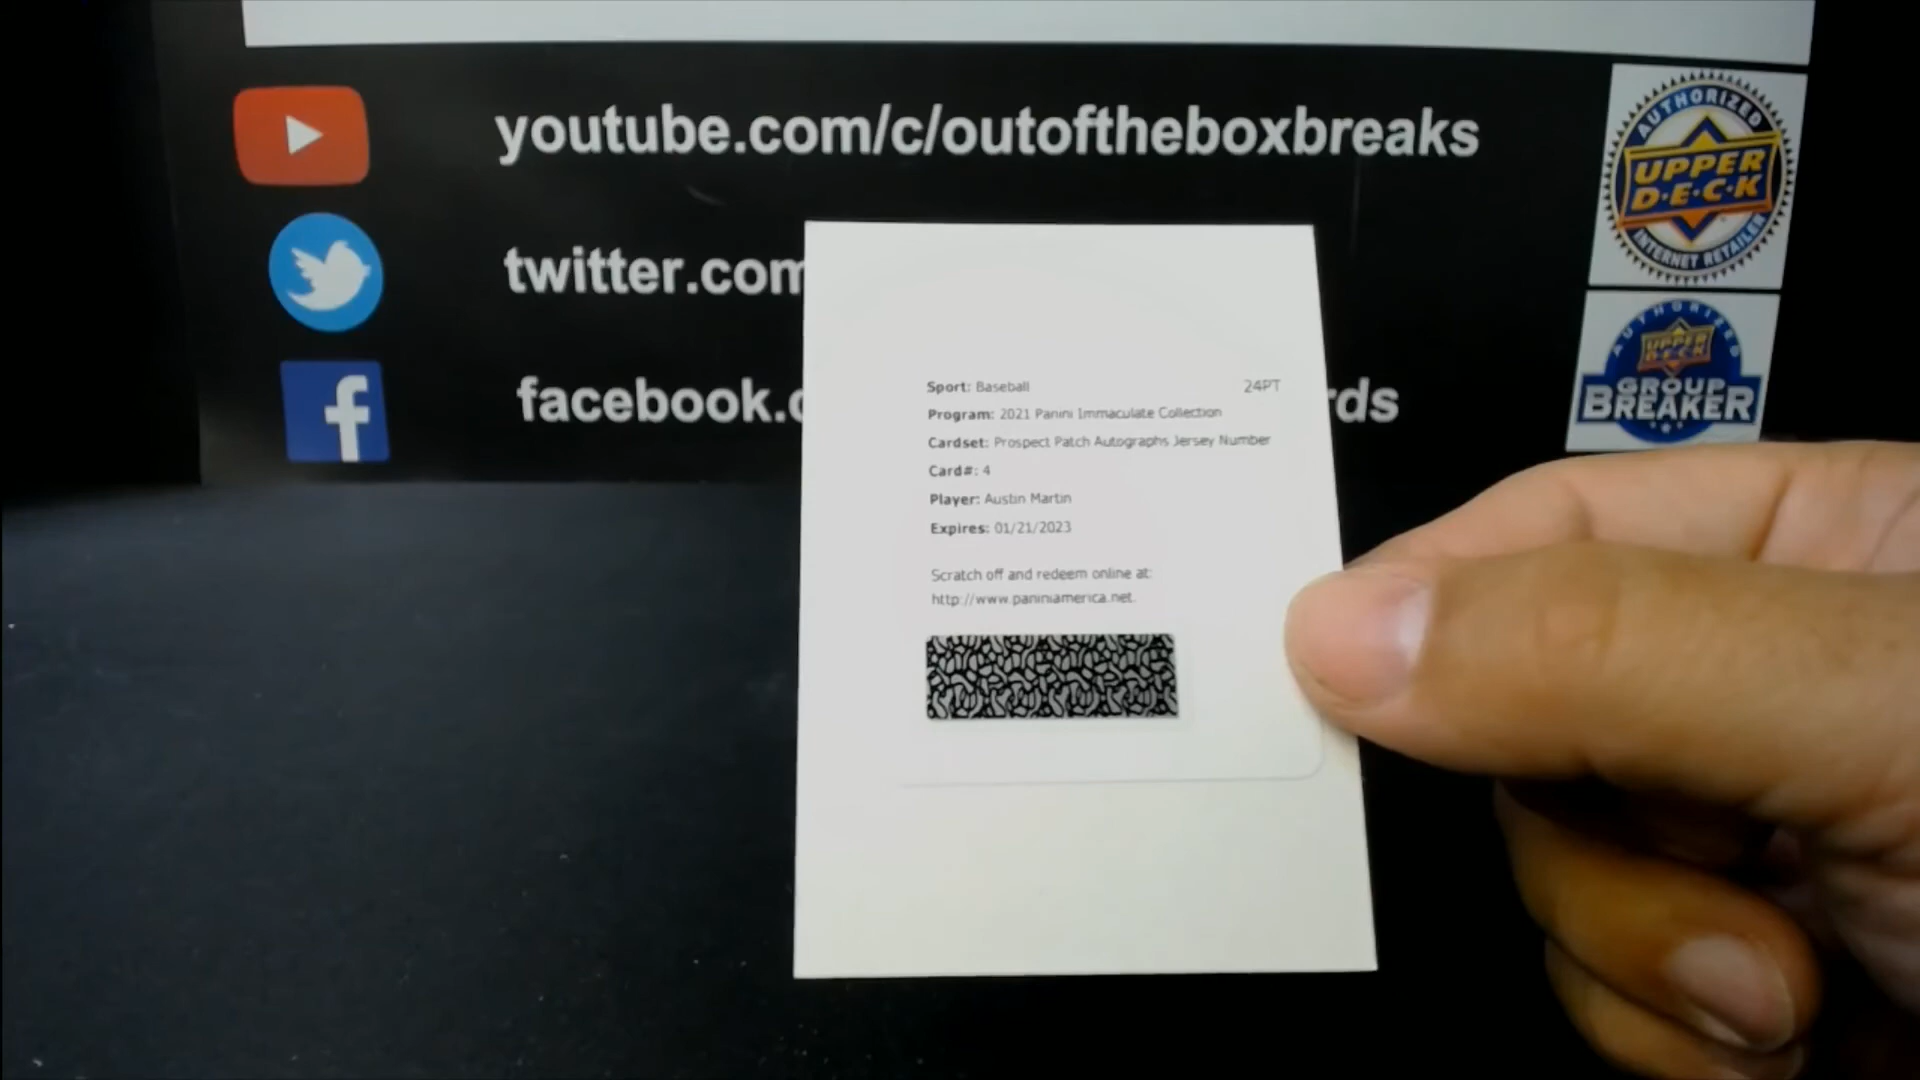 youtube.com/c/outoftheboxbreaks
twitter.com
facebook.c
rds
AUTHORIZED
UPPER
D·E·C·K
INTERNET RETAILER
AUTHORIZED
UPPER
DECK
GROUP
BREAKER
Sport: Baseball 24PT
Program: 2021 Panini Immaculate Collection
Cardset: Prospect Patch Autographs Jersey Number
Card#: 4
Player: Austin Martin
Expires: 01/21/2023
Scratch off and redeem online at:
http://www.paniniamerica.net.